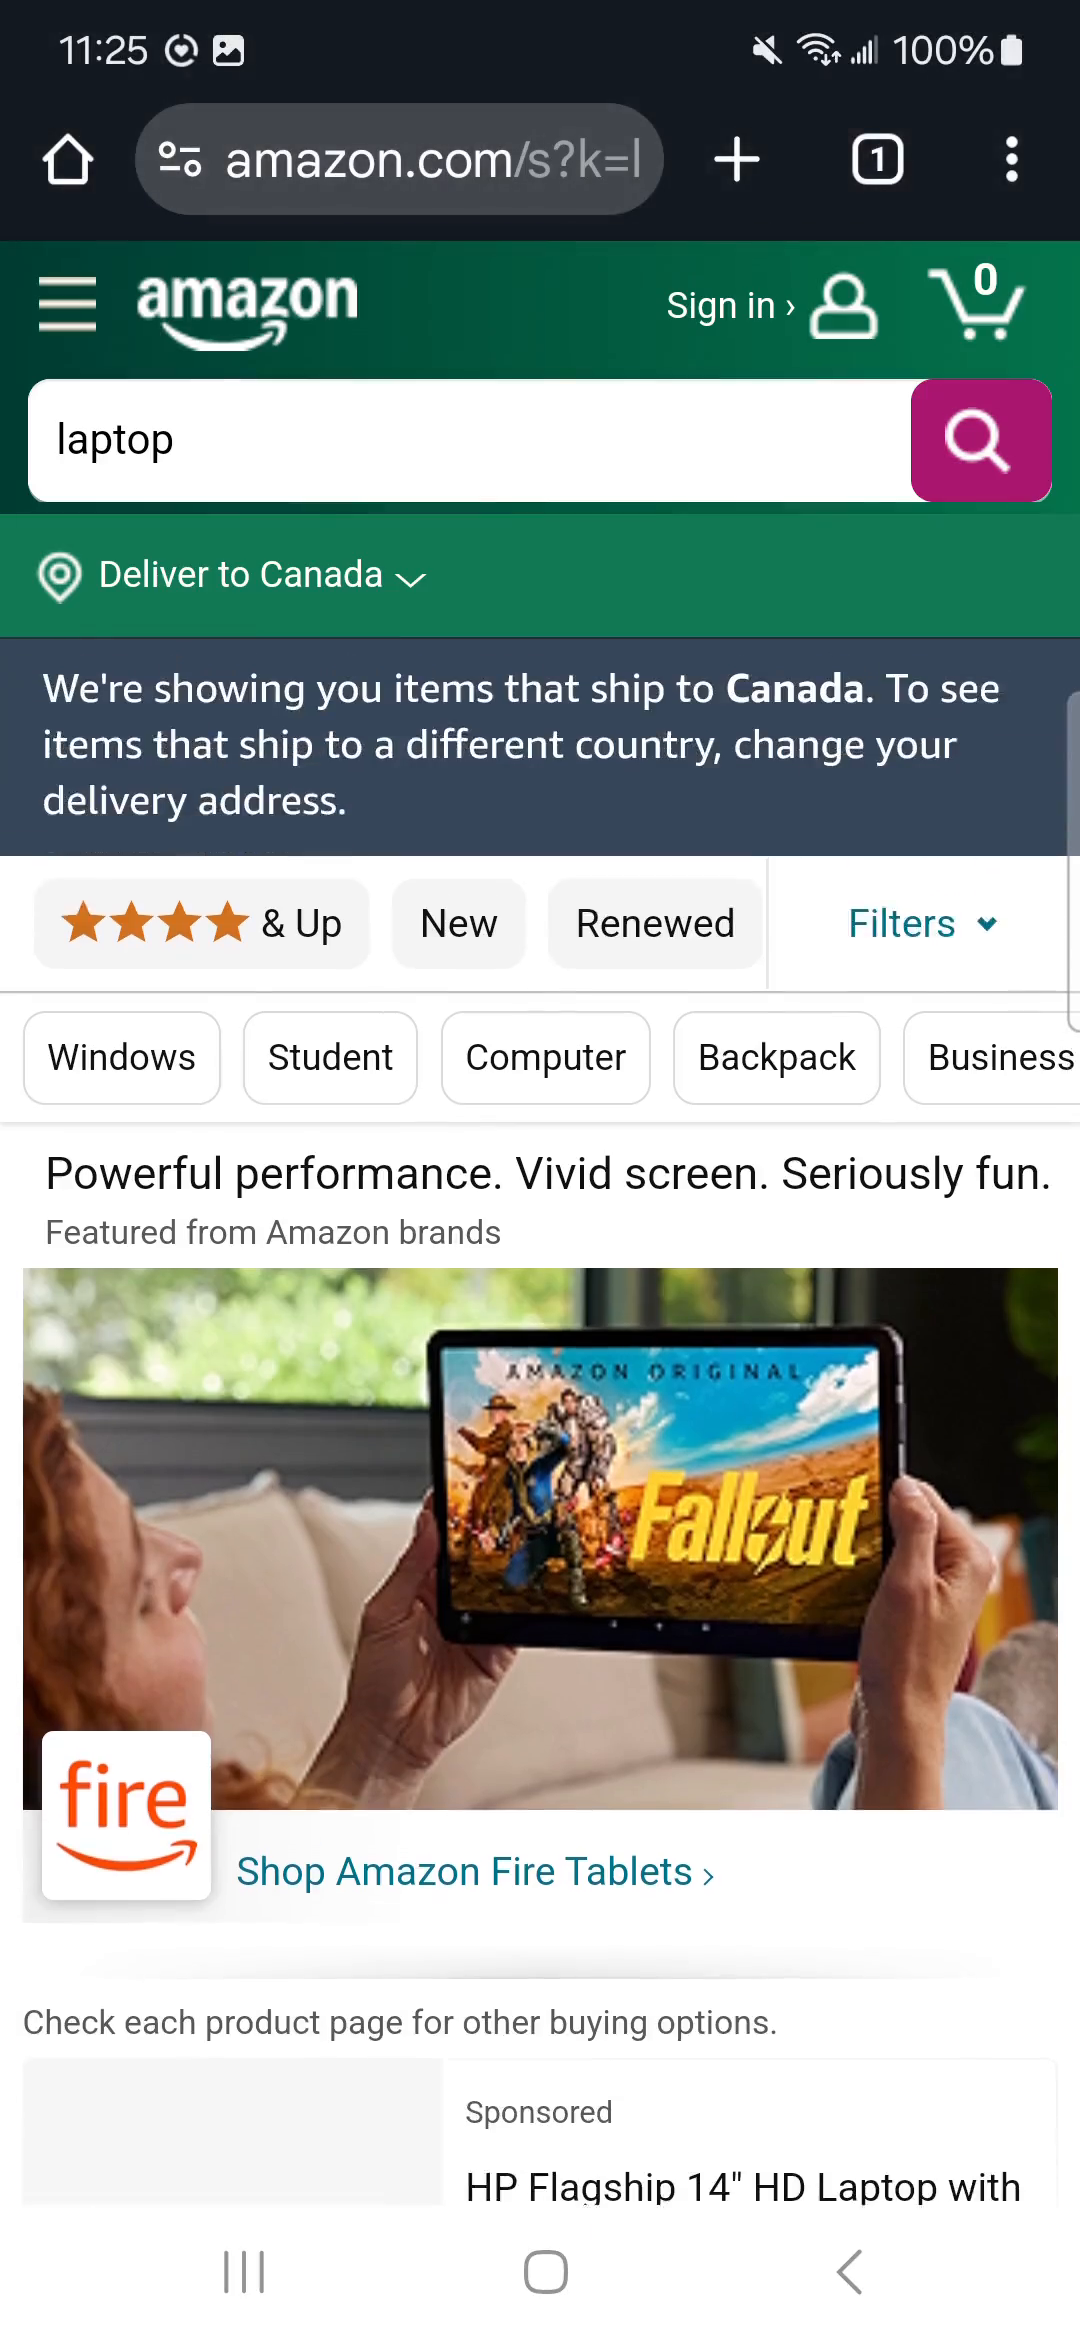 11:25
100%
amazon.com/s?k=l
1
amazon
Sign in ›
0
laptop
Deliver to Canada
We're showing you items that ship to Canada. To see
items that ship to a different country, change your
delivery address.
& Up
New
Renewed
Filters
Windows
Student
Computer
Backpack
Business
Powerful performance. Vivid screen. Seriously fun.
Featured from Amazon brands
AMAZON ORIGINAL
Fallout
fire
Shop Amazon Fire Tablets ›
Check each product page for other buying options.
Sponsored
HP Flagship 14" HD Laptop with